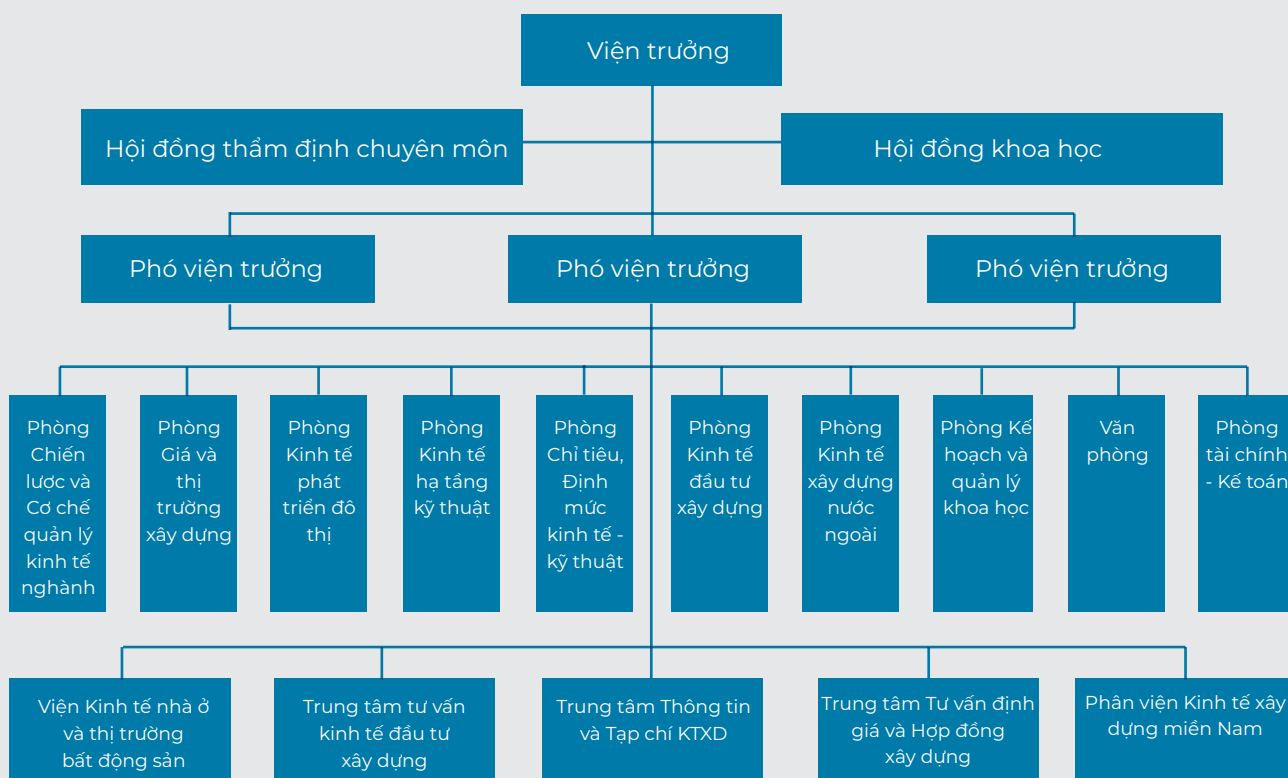 Viện trưởng
Hội đồng thẩm định chuyên môn
Hội đồng khoa học
Phó viện trưởng
Phó viện trưởng
Phó viện trưởng
Phòng
Chiến
lược và
Cơ chế
quản lý
kinh tế
nghành
Phòng
Giá và
thị
trường
xây dựng
Phòng
Kinh tế
phát
triển đô
thị
Phòng
Kinh tế
hạ tầng
kỹ thuật
Phòng
Chỉ tiêu,
Định
mức
kinh tế -
kỹ thuật
Phòng
Kinh tế
đầu tư
xây dựng
Phòng
Kinh tế
xây dựng
nước
ngoài
Phòng Kế
hoạch và
quản lý
khoa học
Văn
phòng
Phòng
tài chính
- Kế toán
Viện Kinh tế nhà ở
và thị trường
bất động sản
Trung tâm tư vấn
kinh tế đầu tư
xây dựng
Trung tâm Thông tin
và Tạp chí KTXD
Trung tâm Tư vấn định
giá và Hợp đồng
xây dựng
Phân viện Kinh tế xây
dựng miền Nam